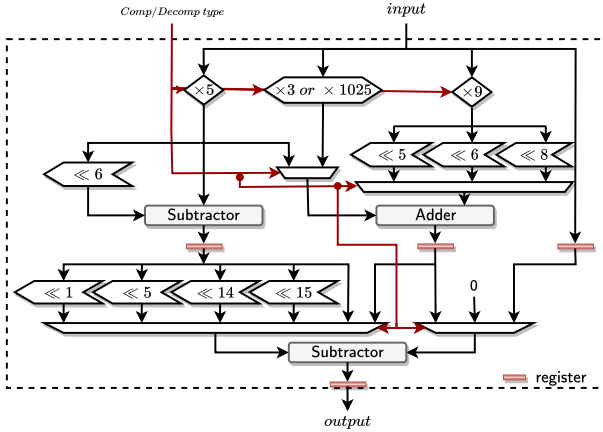 Comp/Decomp type
input
×5
×3 or ×1025
×9
≪ 5
≪ 6
≪ 8
≪ 6
Subtractor
Adder
≪ 1
≪ 5
≪ 14
≪ 15
0
Subtractor
register
output